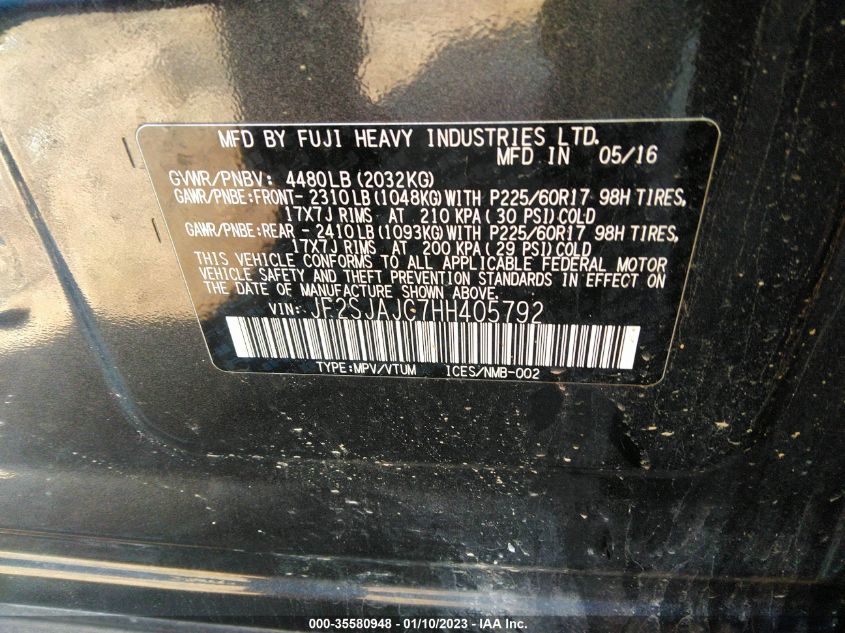 MFD BY FUJI HEAVY INDUSTRIES LTD.
MFD IN 05/16
GVWR/PNBV: 4480LB(2032KG)
GAWR/PNBE:FRONT- 2310LB(1048KG)WITH P225/60R17 98H TIRES,
17X7J RIMS AT 210 KPA( 30 PSI)COLD
GAWR/PNBE:REAR - 2410LB(1093KG)WITH P225/60R17 98H TIRES,
17X7J RIMS AT 200 KPA( 29 PSI)COLD
THIS VEHICLE CONFORMS TO ALL APPLICABLE FEDERAL MOTOR
VEHICLE SAFETY AND THEFT PREVENTION STANDARDS IN EFFECT ON
THE DATE OF MANUFACTURE SHOWN ABOVE.
VIN: JF2SJAJC7HH405792
TYPE:MPV/VTUM ICES/NMB-002
000-35580948 - 01/10/2023 - IAA Inc.